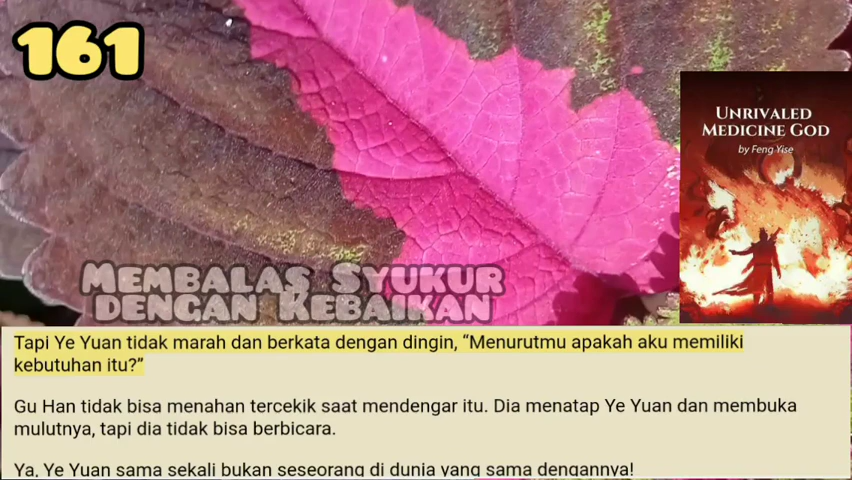 161
UNRIVALED
MEDICINE GOD
by Feng Yise
MEMBALAS SYUKUR
DENGAN KEBAIKAN
Tapi Ye Yuan tidak marah dan berkata dengan dingin, “Menurutmu apakah aku memiliki
kebutuhan itu?”
Gu Han tidak bisa menahan tercekik saat mendengar itu. Dia menatap Ye Yuan dan membuka
mulutnya, tapi dia tidak bisa berbicara.
Ya, Ye Yuan sama sekali bukan seseorang di dunia yang sama dengannya!